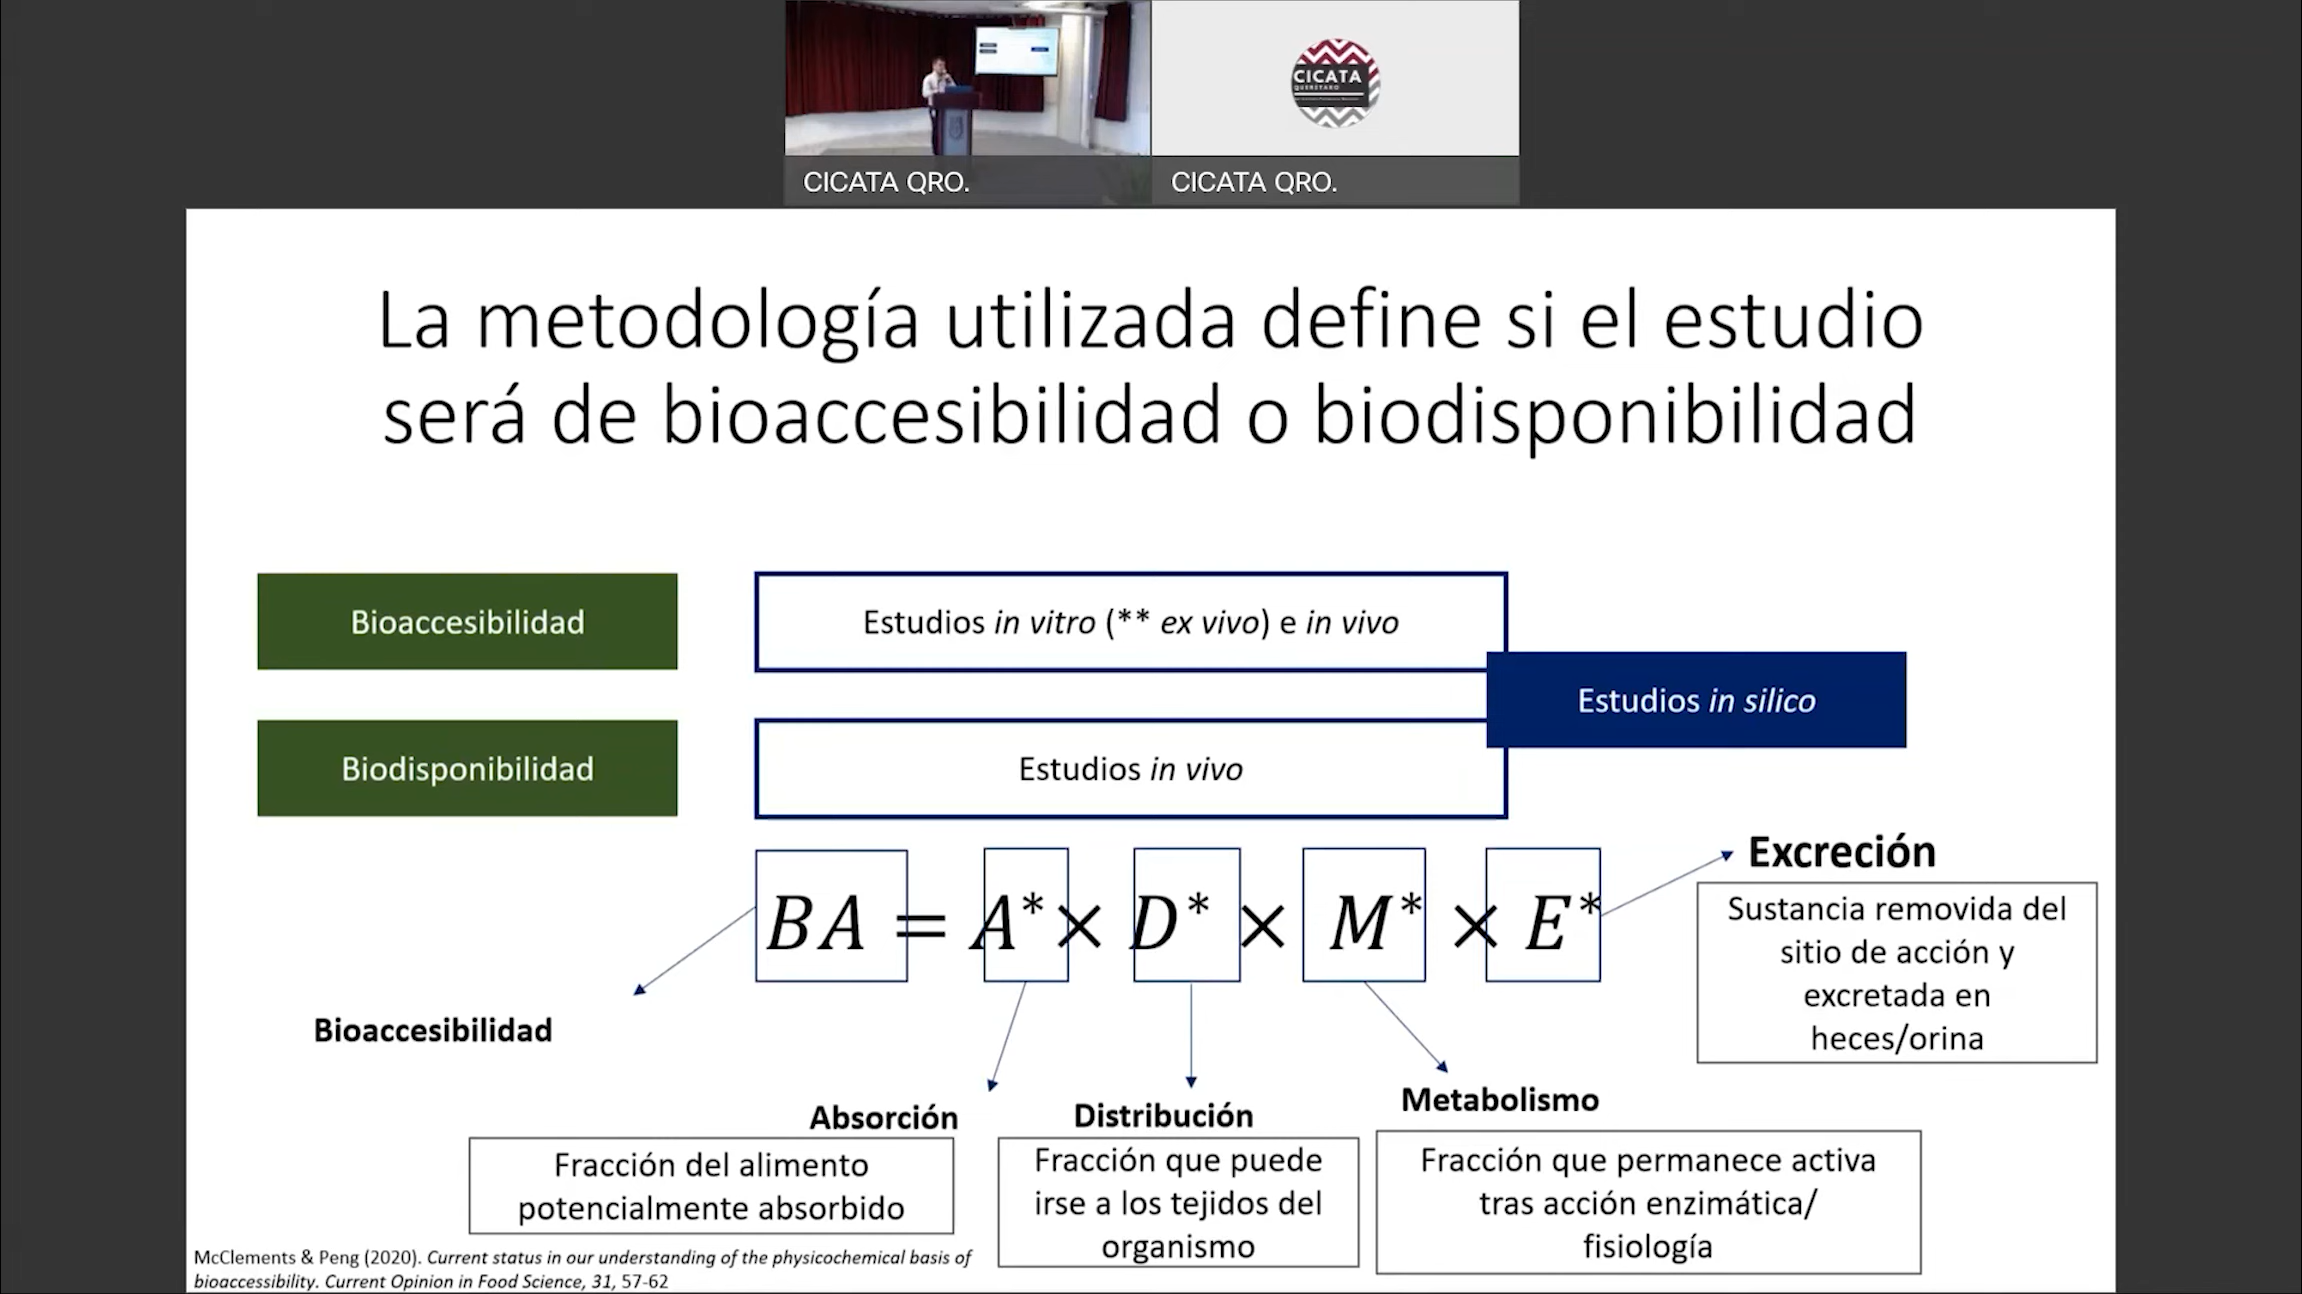 CICATA
QUERÉTARO
CICATA QRO.
CICATA QRO.
La metodología utilizada define si el estudio
será de bioaccesibilidad o biodisponibilidad
Bioaccesibilidad
Estudios in vitro (** ex vivo) e in vivo
Estudios in silico
Biodisponibilidad
Estudios in vivo
BA = A* × D* × M* × E*
Excreción
Sustancia removida del
sitio de acción y
excretada en
heces/orina
Bioaccesibilidad
Absorción
Fracción del alimento
potencialmente absorbido
Distribución
Fracción que puede
irse a los tejidos del
organismo
Metabolismo
Fracción que permanece activa
tras acción enzimática/
fisiología
McClements & Peng (2020). Current status in our understanding of the physicochemical basis of
bioaccessibility. Current Opinion in Food Science, 31, 57-62